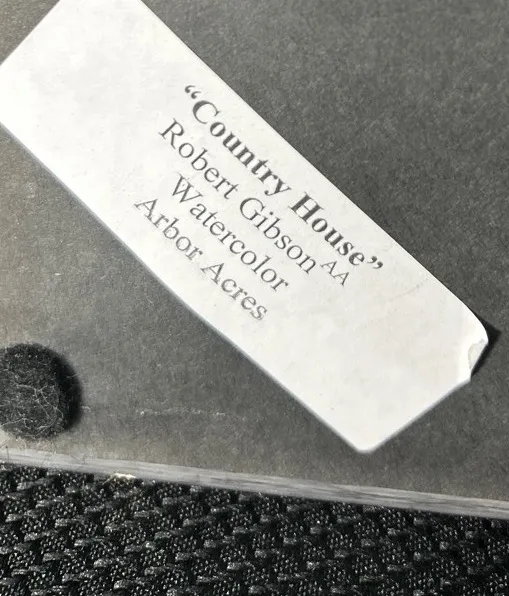 “Country House”
Robert Gibson AA
Watercolor
Arbor Acres